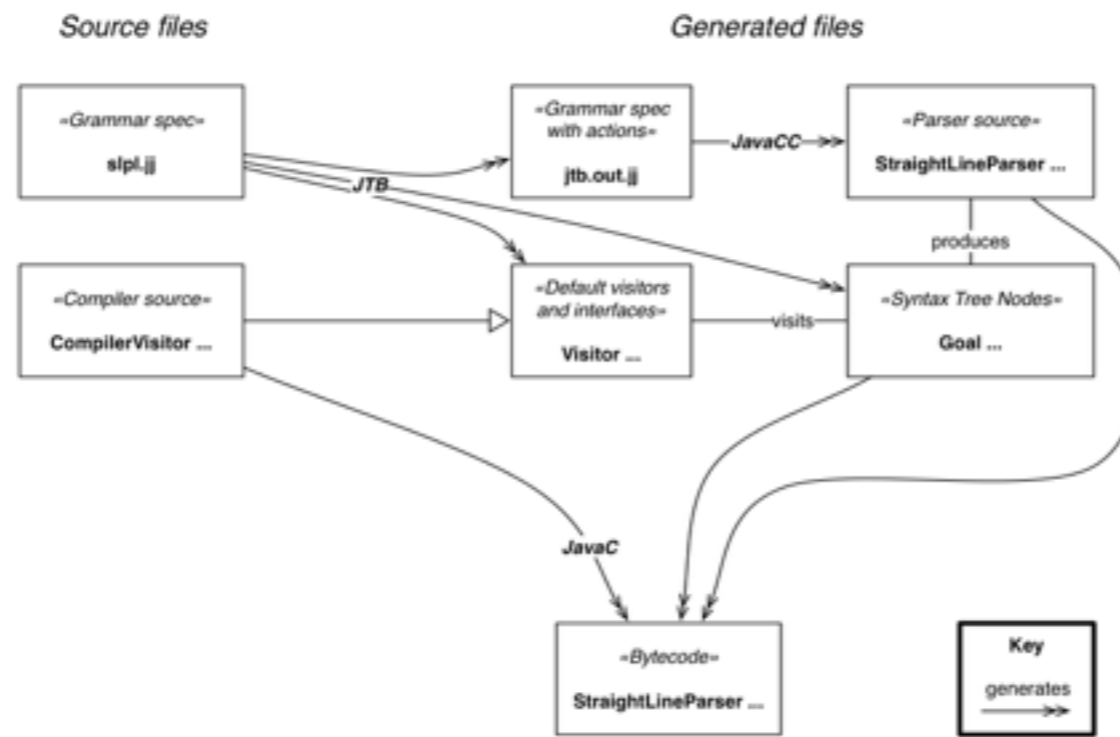 Source files
Generated files
«Grammar spec»
slpl.jj
«Grammar spec
with actions»
jtb.out.jj
JavaCC
«Parser source»
StraightLineParser ...
JTB
produces
«Compiler source»
CompilerVisitor ...
«Default visitors
and interfaces»
Visitor ...
visits
«Syntax Tree Nodes»
Goal ...
JavaC
«Bytecode»
StraightLineParser ...
Key
generates